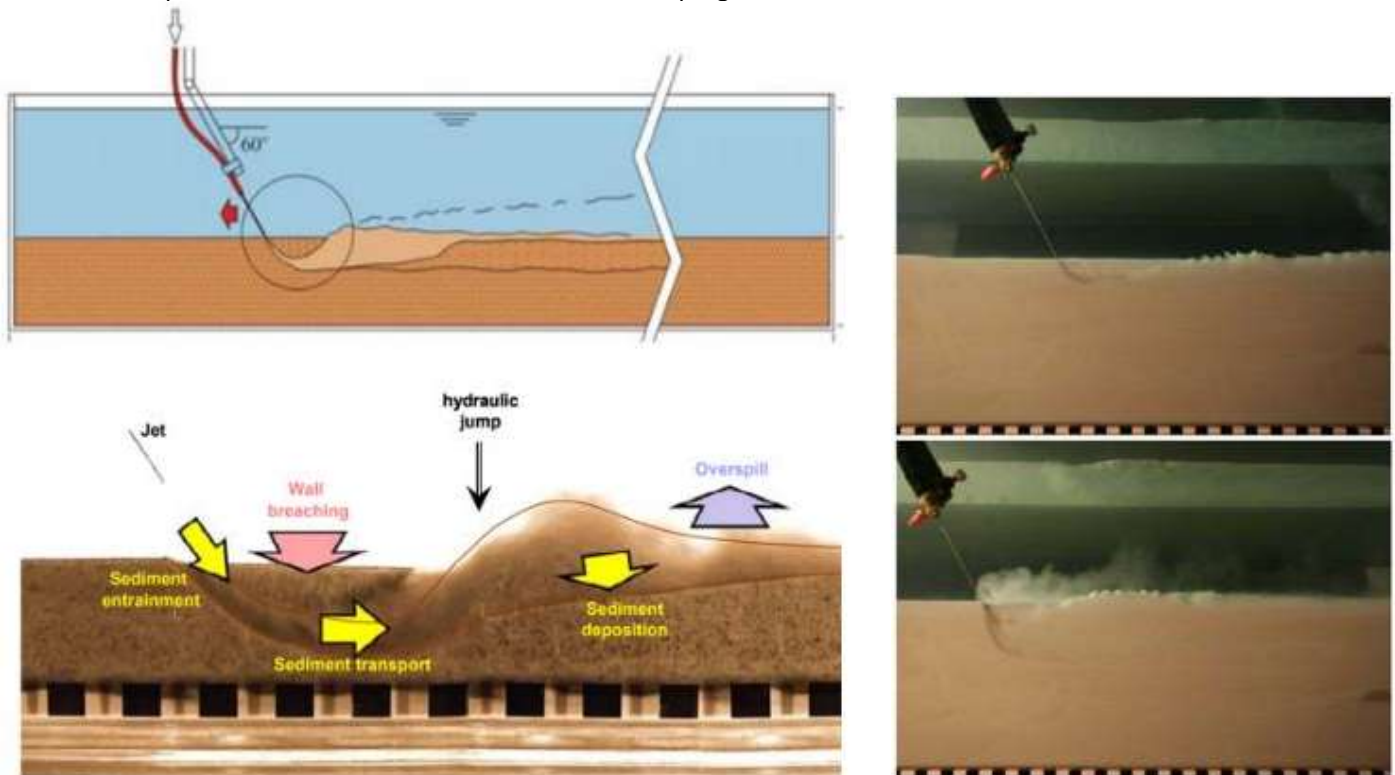 60°
hydraulic
jump
Jet
Overspill
Wall
breaching
Sediment
entrainment
Sediment
deposition
Sediment transport